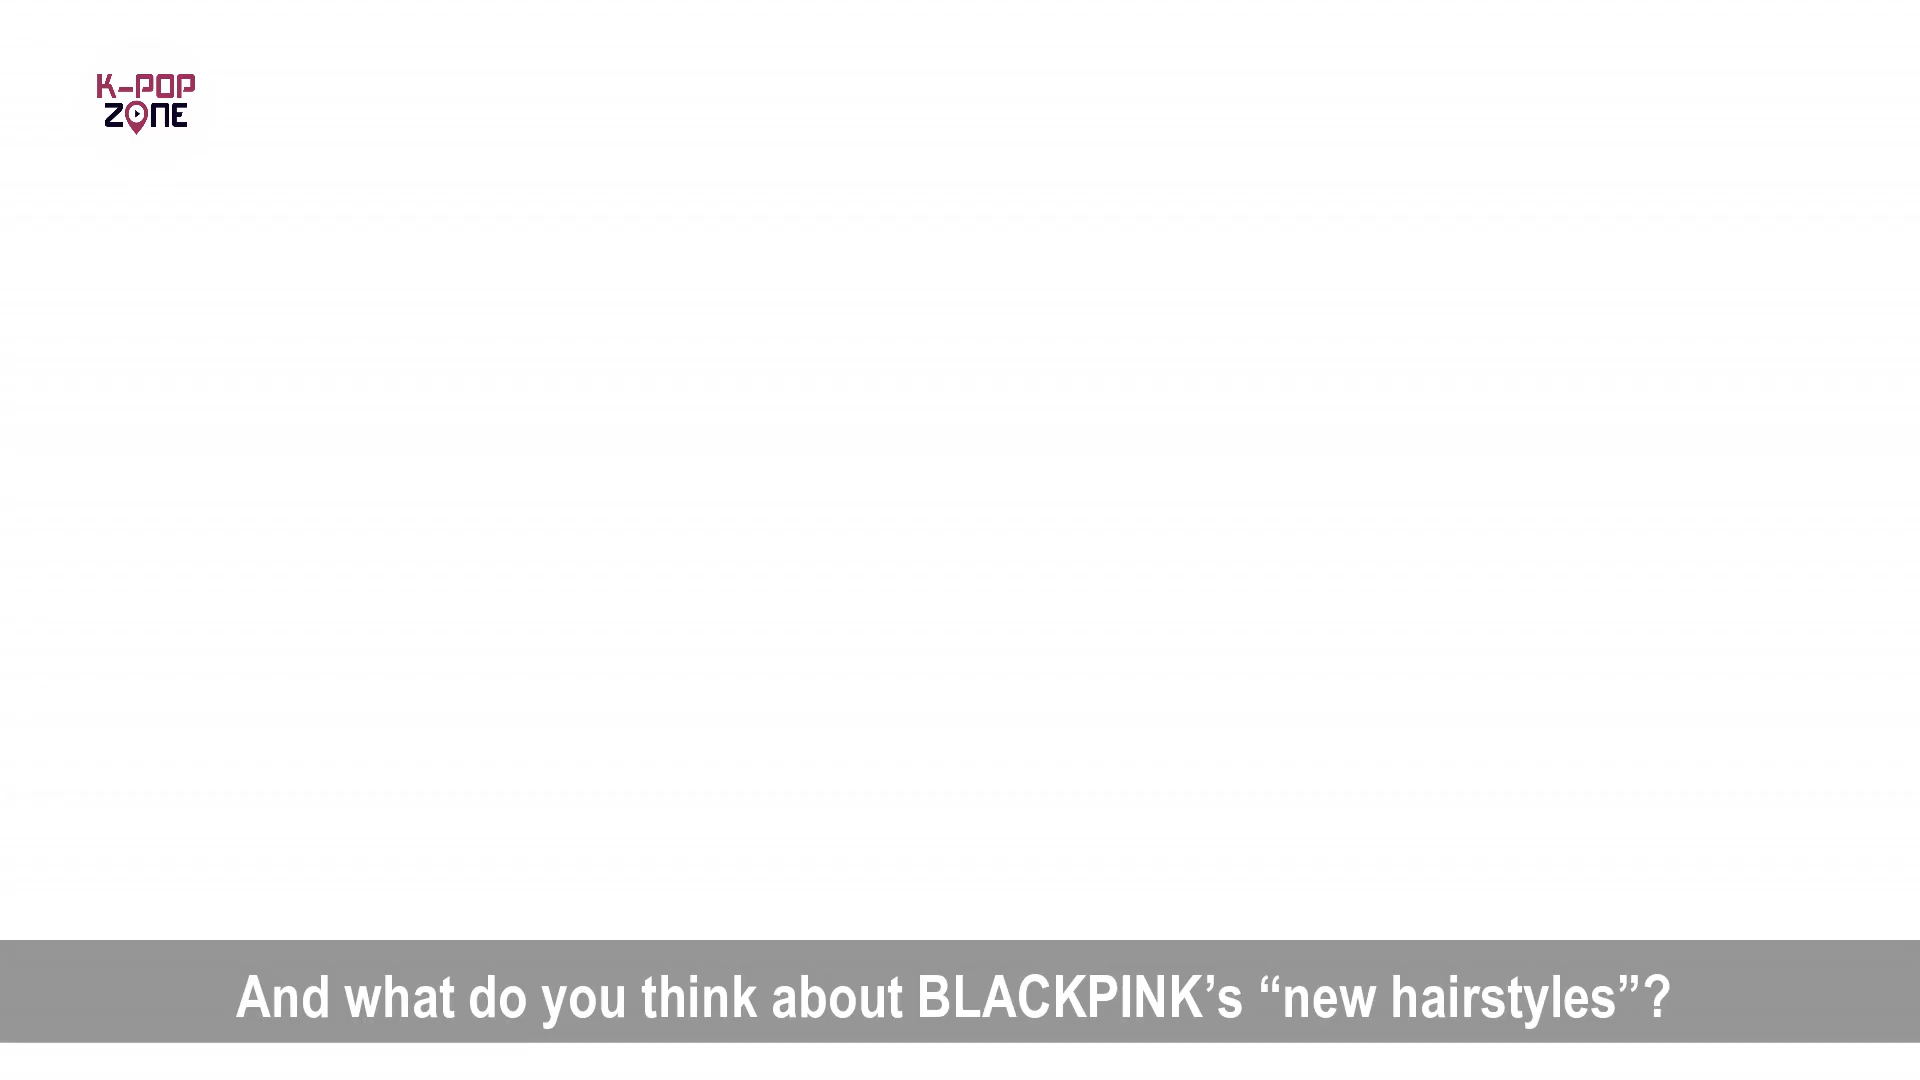 K-POP
ZONE
And what do you think about BLACKPINK’s “new hairstyles”?